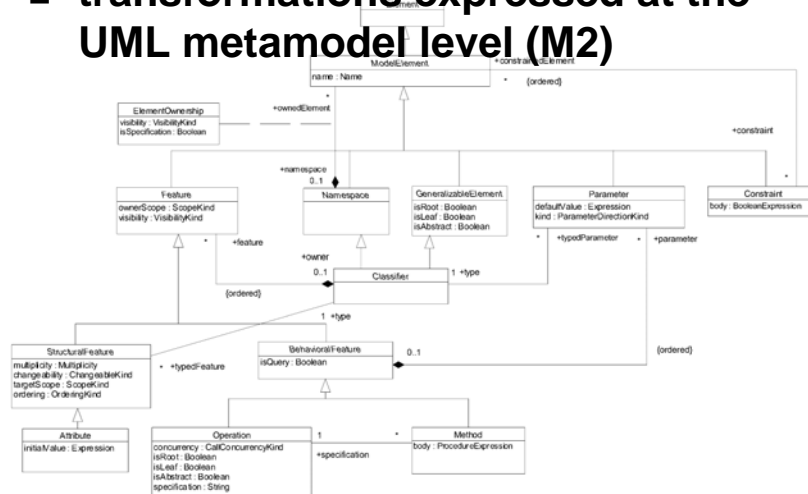 transformations expressed at the
UML metamodel level (M2)
ModelElement
name : Name
+constrainedElement
*
{ordered}
*
ElementOwnership
visibility : VisibilityKind
isSpecification : Boolean
+ownedElement
+constraint
+namespace
0..1
*
Feature
ownerScope : ScopeKind
visibility : VisibilityKind
Namespace
GeneralizableElement
isRoot : Boolean
isLeaf : Boolean
isAbstract : Boolean
Parameter
defaultValue : Expression
kind : ParameterDirectionKind
Constraint
body : BooleanExpression
*
+feature
*
+typedParameter
*
+parameter
+owner
0..1
Classifier
1 +type
{ordered}
1 +type
StructuralFeature
multiplicity : Multiplicity
changeability : ChangeableKind
targetScope : ScopeKind
ordering : OrderingKind
* +typedFeature
BehavioralFeature
isQuery : Boolean
0..1
{ordered}
Attribute
initialValue : Expression
Operation
concurrency : CallConcurrencyKind
isRoot : Boolean
isLeaf : Boolean
isAbstract : Boolean
specification : String
1
*
+specification
Method
body : ProcedureExpression